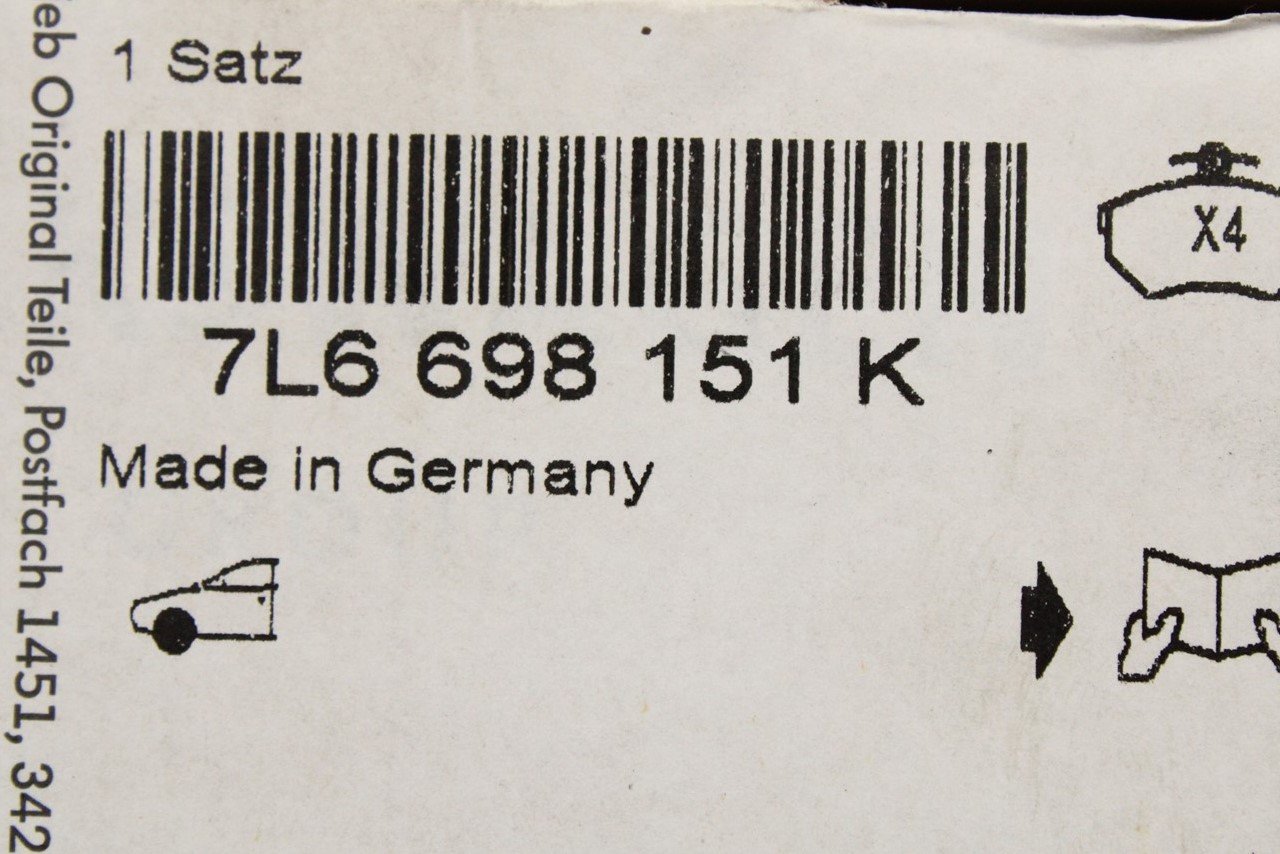 1 Satz
X4
7L6 698 151 K
Made in Germany
eb Original Teile, Postfach 1451, 342